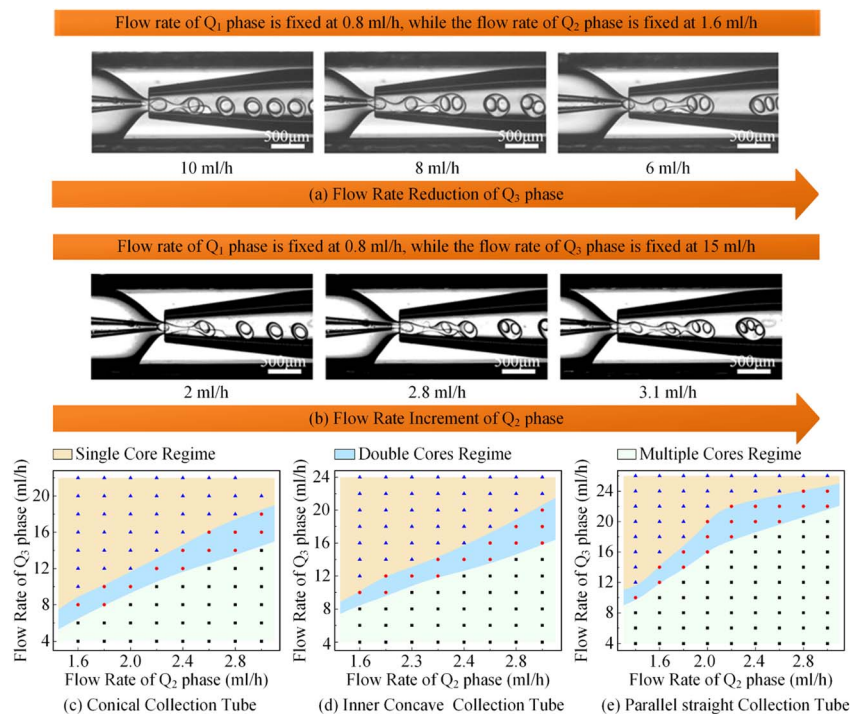 Flow rate of Q₁ phase is fixed at 0.8 ml/h, while the flow rate of Q₂ phase is fixed at 1.6 ml/h
500μm 500μm 500μm
10 ml/h 8 ml/h 6 ml/h
(a) Flow Rate Reduction of Q₃ phase
Flow rate of Q₁ phase is fixed at 0.8 ml/h, while the flow rate of Q₃ phase is fixed at 15 ml/h
500μm 500μm 500μm
2 ml/h 2.8 ml/h 3.1 ml/h
(b) Flow Rate Increment of Q₂ phase
Single Core Regime Double Cores Regime Multiple Cores Regime
Flow Rate of Q₃ phase (ml/h)
20
16
12
8
4
1.6 2.0 2.4 2.8
Flow Rate of Q₂ phase (ml/h)
(c) Conical Collection Tube
Flow Rate of Q₃ phase (ml/h)
24
20
16
12
8
4
1.6 2.3 2.4 2.8
Flow Rate of Q₂ phase (ml/h)
(d) Inner Concave Collection Tube
Flow Rate of Q₃ phase (ml/h)
24
20
16
12
8
4
1.6 2.0 2.4 2.8
Flow Rate of Q₂ phase (ml/h)
(e) Parallel straight Collection Tube